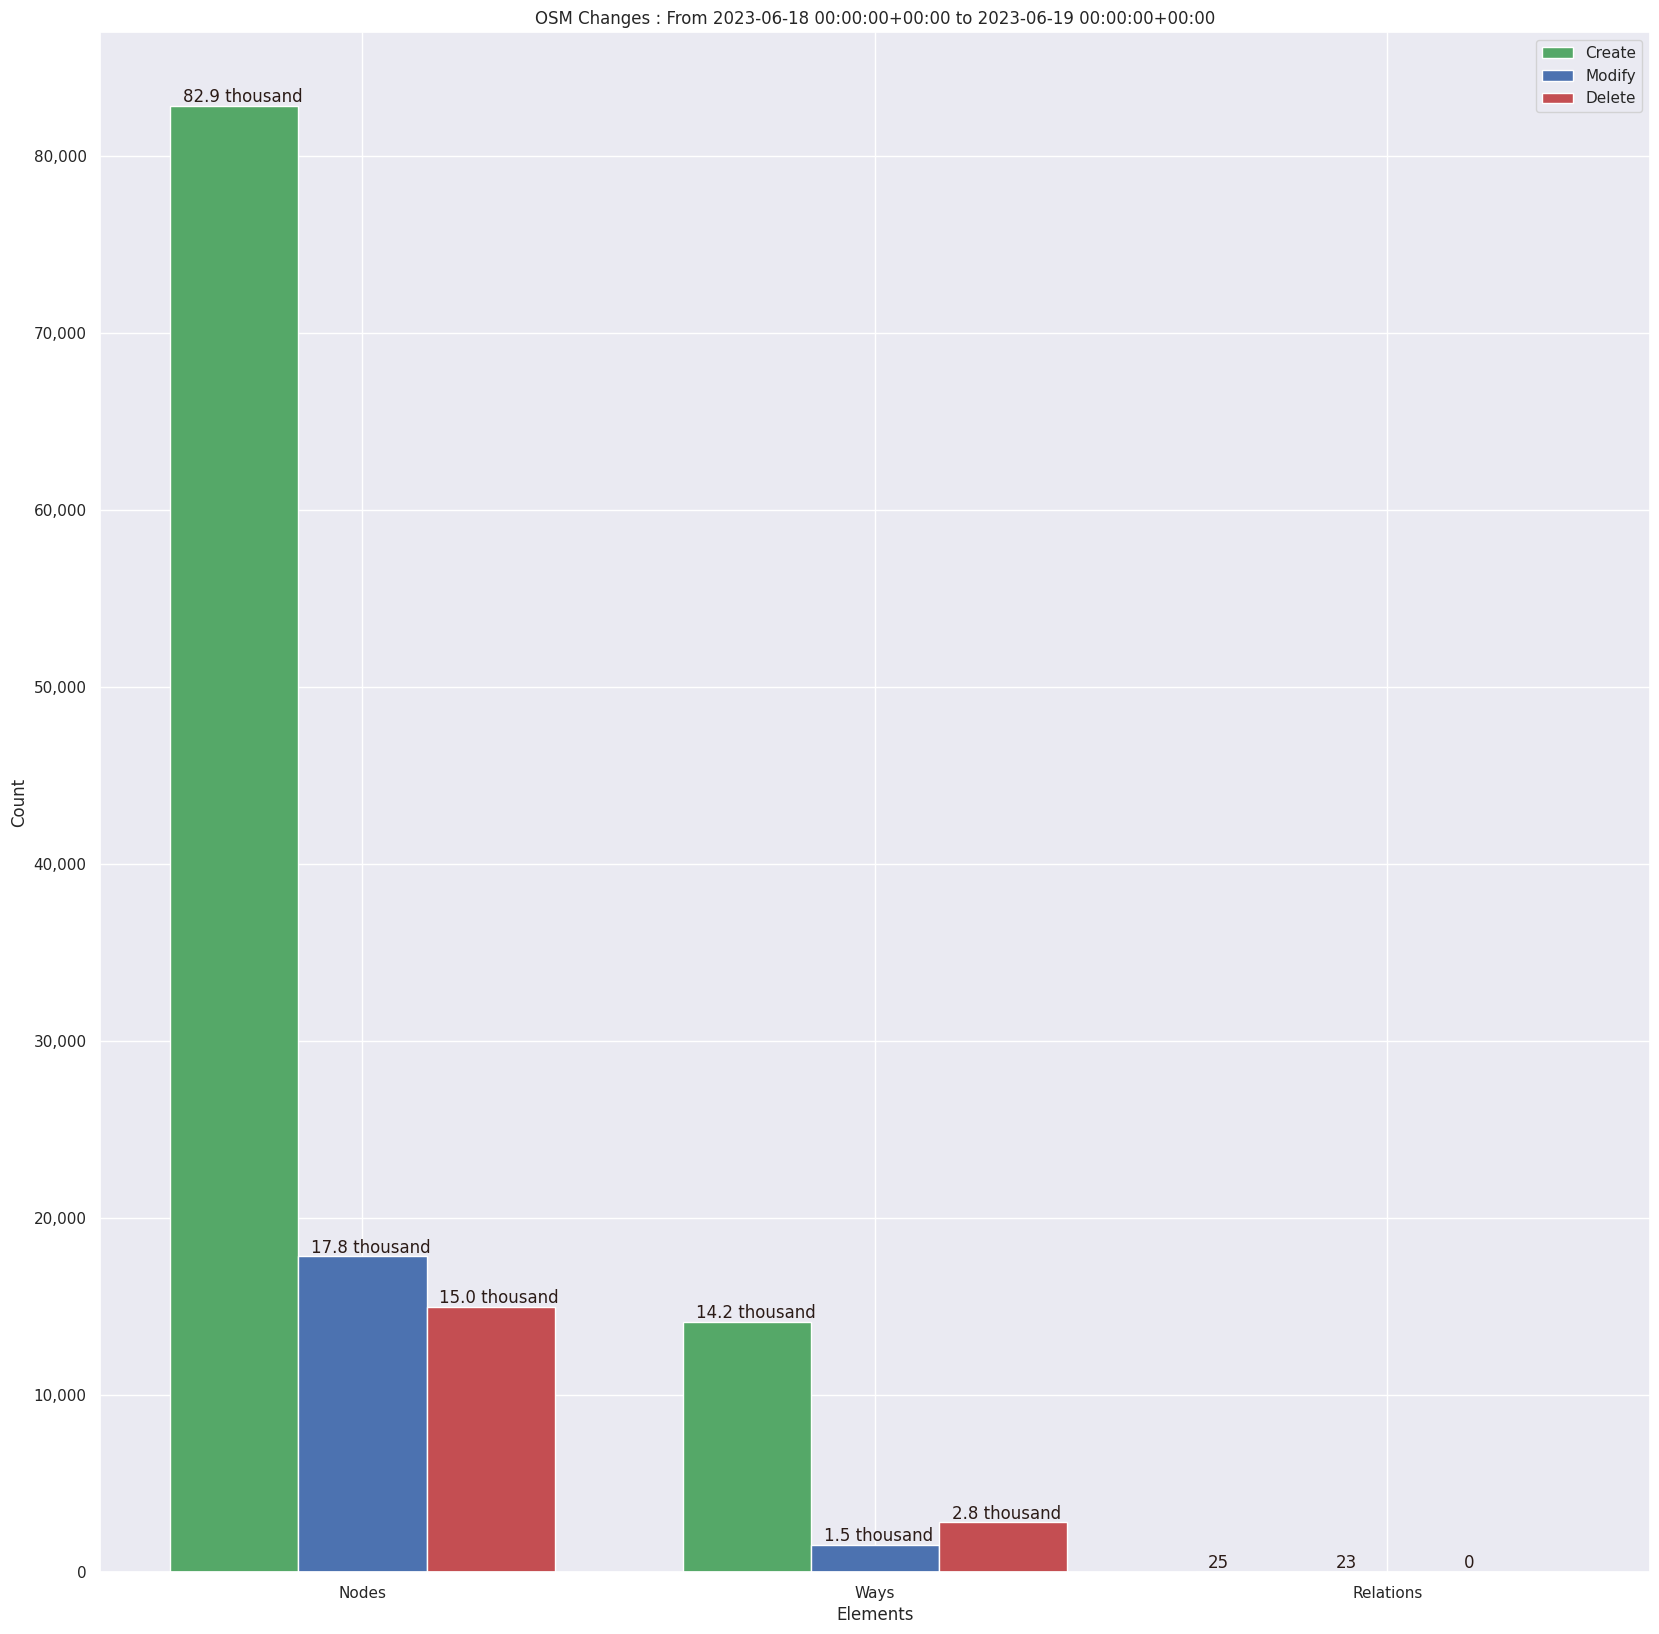 OSM Changes : From 2023-06-18 00:00:00+00:00 to 2023-06-19 00:00:00+00:00
Create
Modify
Delete
82.9 thousand
80,000
70,000
60,000
50,000
Count
40,000
30,000
20,000
17.8 thousand
15.0 thousand
14.2 thousand
10,000
2.8 thousand
1.5 thousand
25 23 0
0
Nodes Ways Relations
Elements